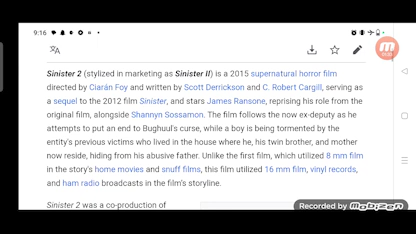 9:16
Sinister 2 (stylized in marketing as Sinister II) is a 2015 supernatural horror film
directed by Ciarán Foy and written by Scott Derrickson and C. Robert Cargill, serving as
a sequel to the 2012 film Sinister, and stars James Ransone, reprising his role from the
original film, alongside Shannyn Sossamon. The film follows the now ex-deputy as he
attempts to put an end to Bughuul's curse, while a boy is being tormented by the
entity's previous victims who lived in the house where he, his twin brother, and mother
now reside, hiding from his abusive father. Unlike the first film, which utilized 8 mm film
in the story's home movies and snuff films, this film utilized 16 mm film, vinyl records,
and ham radio broadcasts in the film's storyline.
Sinister 2 was a co-production of
Recorded by Mobizen